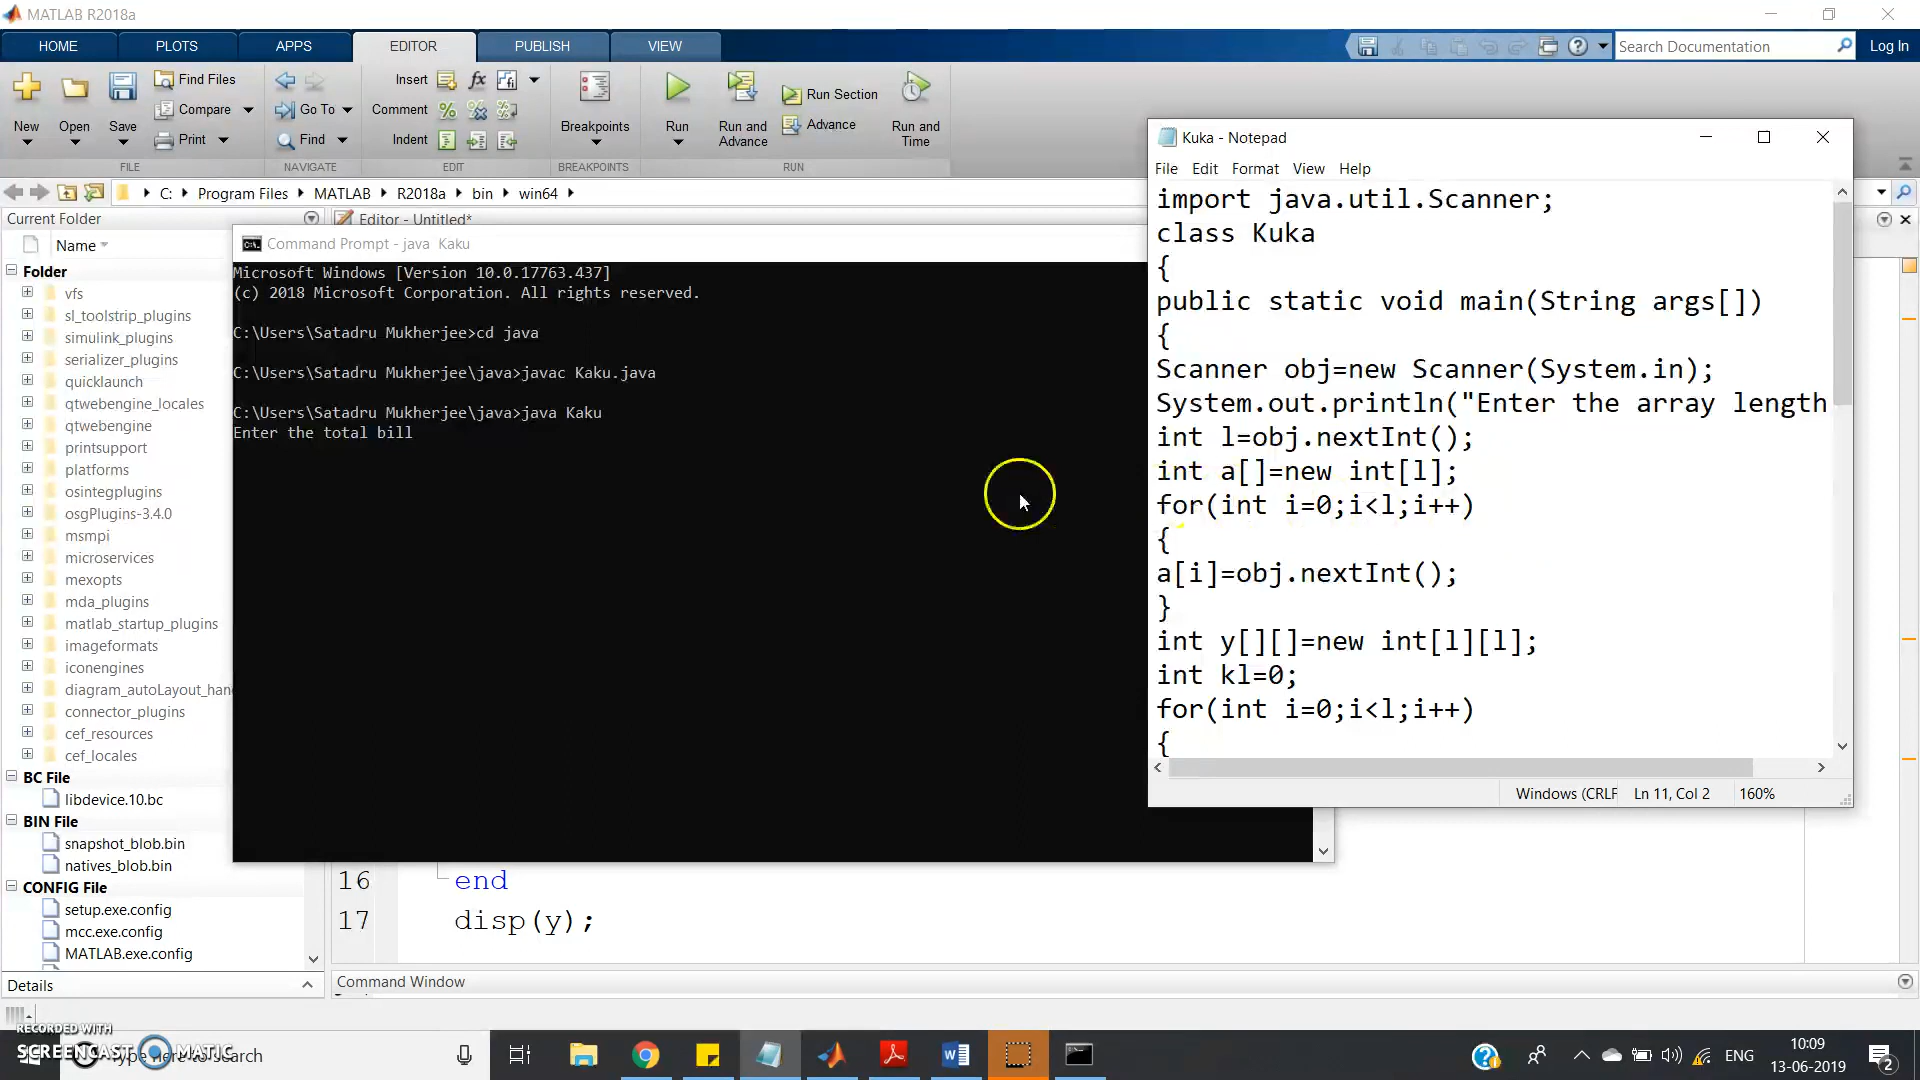 MATLAB R2018a
HOME PLOTS APPS EDITOR PUBLISH VIEW Search Documentation Log In
New Open Save Find Files Compare Print Go To Find Insert Comment Indent Breakpoints Run Run and Advance Run Section Advance Run and Time
FILE NAVIGATE EDIT BREAKPOINTS RUN
C: Program Files MATLAB R2018a bin win64
Current Folder
Name
Folder
vfs
sl_toolstrip_plugins
simulink_plugins
serializer_plugins
quicklaunch
qtwebengine_locales
qtwebengine
printsupport
platforms
osintegplugins
osgPlugins-3.4.0
msmpi
microservices
mexopts
mda_plugins
matlab_startup_plugins
imageformats
iconengines
diagram_autoLayout_han
connector_plugins
cef_resources
cef_locales
BC File
libdevice.10.bc
BIN File
snapshot_blob.bin
natives_blob.bin
CONFIG File
setup.exe.config
mcc.exe.config
MATLAB.exe.config
Details
Editor - Untitled*
Command Prompt - java Kaku
Microsoft Windows [Version 10.0.17763.437]
(c) 2018 Microsoft Corporation. All rights reserved.
C:\Users\Satadru Mukherjee>cd java
C:\Users\Satadru Mukherjee\java>javac Kaku.java
C:\Users\Satadru Mukherjee\java>java Kaku
Enter the total bill
16 end
17 disp(y);
Command Window
Kuka - Notepad
File Edit Format View Help
import java.util.Scanner;
class Kuka
{
public static void main(String args[])
{
Scanner obj=new Scanner(System.in);
System.out.println("Enter the array length
int l=obj.nextInt();
int a[]=new int[l];
for(int i=0;i<l;i++)
{
a[i]=obj.nextInt();
}
int y[][]=new int[l][l];
int kl=0;
for(int i=0;i<l;i++)
{
Windows (CRLF Ln 11, Col 2 160%
RECORDED WITH
SCREENCAST MATIC
Type here to search
ENG
10:09
13-06-2019
2